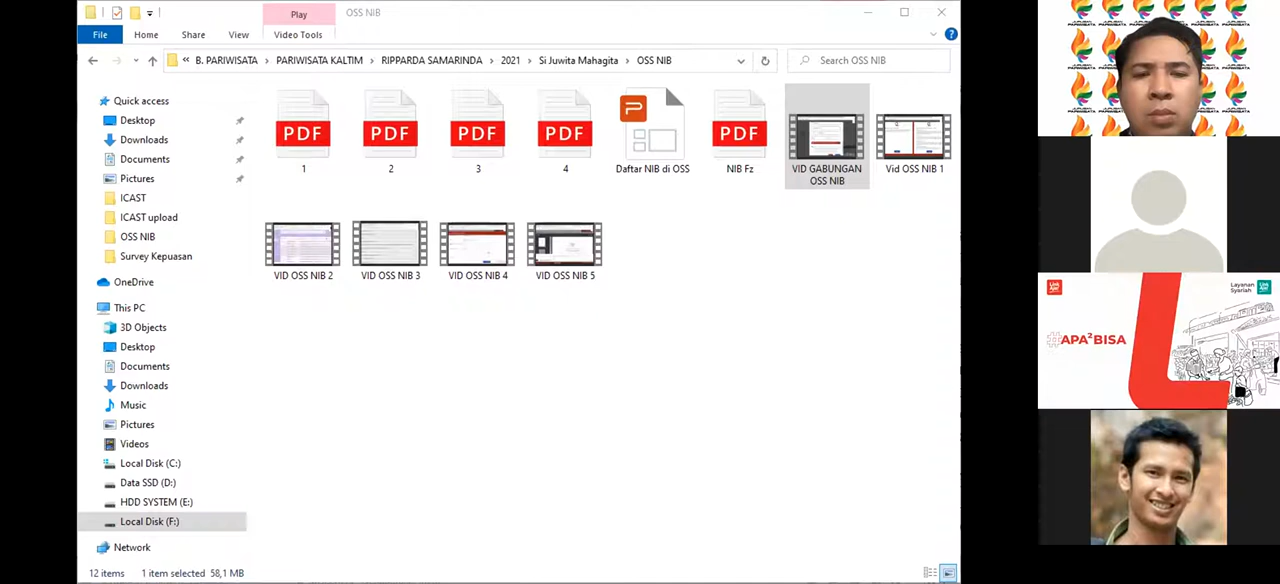 Play
OSS NIB
File
Home
Share
View
Video Tools
B. PARIWISATA
PARIWISATA KALTIM
RIPPARDA SAMARINDA
2021
Si Juwita Mahagita
OSS NIB
Search OSS NIB
Quick access
Desktop
Downloads
Documents
Pictures
ICAST
ICAST upload
OSS NIB
Survey Kepuasan
OneDrive
This PC
3D Objects
Desktop
Documents
Downloads
Music
Pictures
Videos
Local Disk (C:)
Data SSD (D:)
HDD SYSTEM (E:)
Local Disk (F:)
Network
PDF
1
PDF
2
PDF
3
PDF
4
P
Daftar NIB di OSS
PDF
NIB Fz
VID GABUNGAN
OSS NIB
Vid OSS NIB 1
VID OSS NIB 2
VID OSS NIB 3
VID OSS NIB 4
VID OSS NIB 5
12 items
1 item selected 58,1 MB
Layanan
Syariah
#APA²BISA